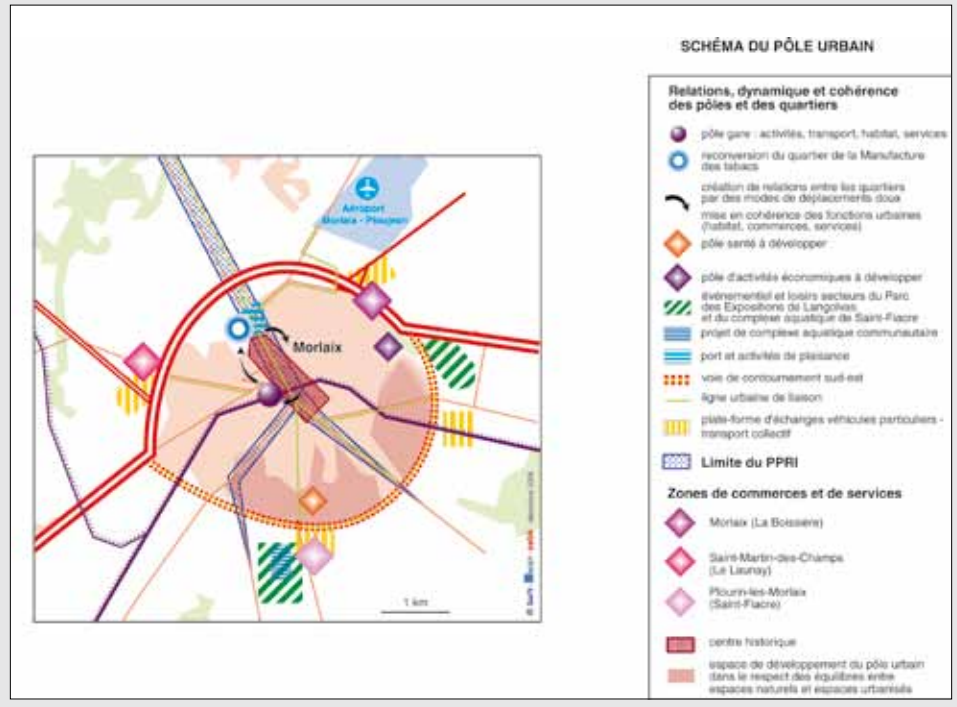 SCHÉMA DU PÔLE URBAIN
Relations, dynamique et cohérence
des pôles et des quartiers
pôle gare : activités, transport, habitat, services
reconversion du quartier de la Manufacture
des tabacs
création de relations entre les quartiers
par des modes de déplacements doux
mise en cohérence des fonctions urbaines
(habitat, commerces, services)
pôle santé à développer
pôle d'activités économiques à développer
événementiel et loisirs secteurs du Parc
des Expositions de Langolvas
et du complexe aquatique de Saint-Fiacre
projet de complexe aquatique communautaire
port et activités de plaisance
voie de contournement sud-est
ligne urbaine de liaison
plate-forme d'échanges véhicules particuliers -
transport collectif
Limite du PPRI
Zones de commerces et de services
Morlaix (La Boissière)
Saint-Martin-des-Champs
(Le Launay)
Plourin-les-Morlaix
(Saint-Fiacre)
centre historique
espace de développement du pôle urbain
dans le respect des équilibres entre
espaces naturels et espaces urbanisés
Aéroport
Morlaix - Ploujean
Morlaix
1 km